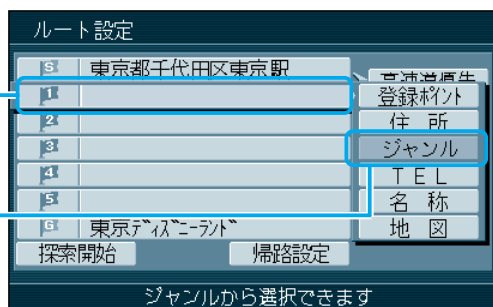 ルート設定
S 東京都千代田区東京駅
高速道優先
1
登録ポイント
2
住 所
3
ジャンル
4
TEL
5
名 称
G 東京ディズニーランド
地 図
探索開始 帰路設定
ジャンルから選択できます